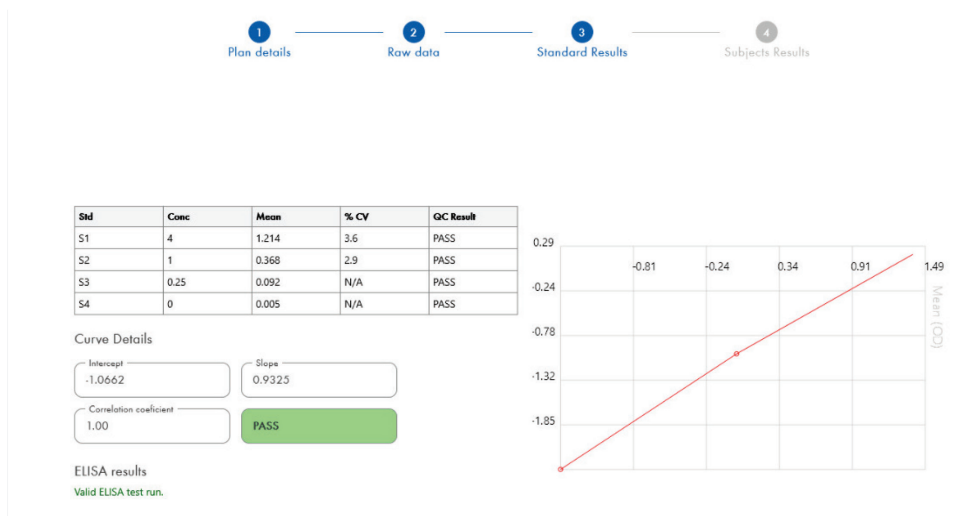 1 2 3 4
Plan details Raw data Standard Results Subjects Results
Std Conc Mean % CV QC Result
S1 4 1.214 3.6 PASS
S2 1 0.368 2.9 PASS
S3 0.25 0.092 N/A PASS
S4 0 0.005 N/A PASS
Curve Details
Intercept Slope
-1.0662 0.9325
Correlation coeficient
1.00 PASS
ELISA results
Valid ELISA test run.
0.29
-0.81 -0.24 0.34 0.91 1.49
-0.24
-0.78
-1.32
-1.85
Mean (OD)